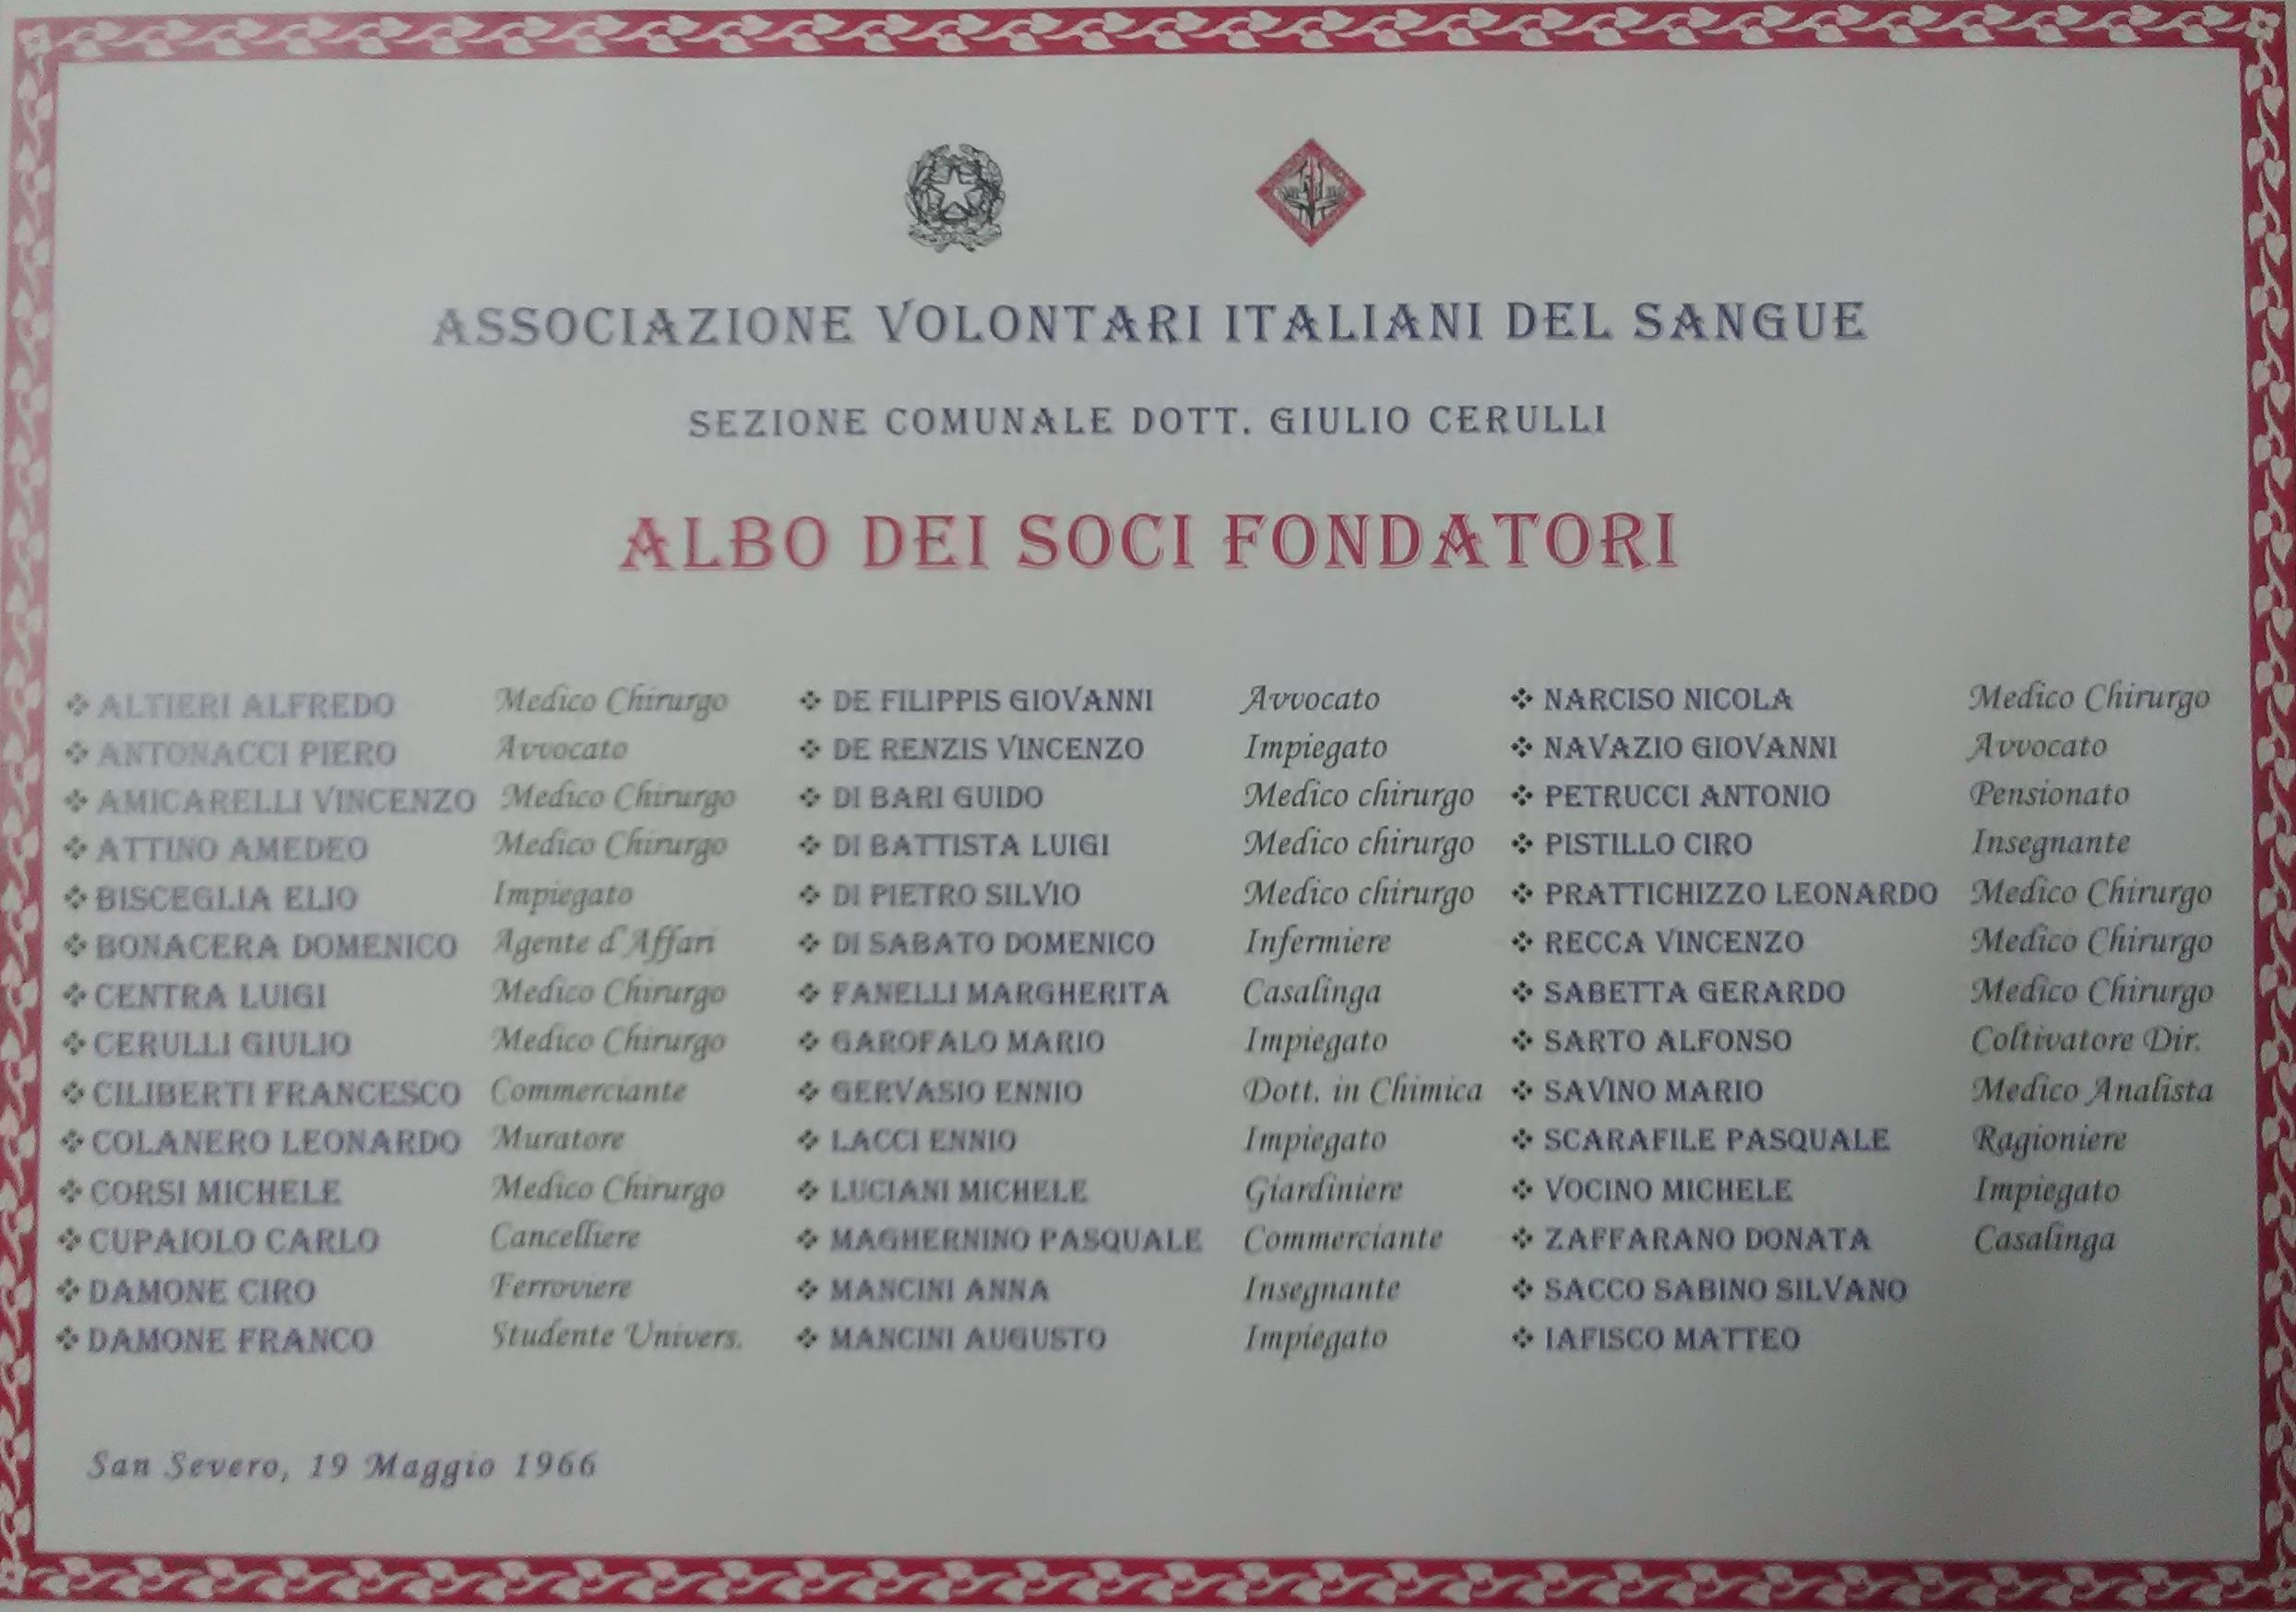 ASSOCIAZIONE VOLONTARI ITALIANI DEL SANGUE
SEZIONE COMUNALE DOTT. GIULIO CERULLI
ALBO DEI SOCI FONDATORI
ALTIERI ALFREDO Medico Chirurgo
ANTONACCI PIERO Avvocato
AMICARELLI VINCENZO Medico Chirurgo
ATTINO AMEDEO Medico Chirurgo
BISCEGLIA ELIO Impiegato
BONACERA DOMENICO Agente d'Affari
CENTRA LUIGI Medico Chirurgo
CERULLI GIULIO Medico Chirurgo
CILIBERTI FRANCESCO Commerciante
COLANERO LEONARDO Muratore
CORSI MICHELE Medico Chirurgo
CUPAIOLO CARLO Cancelliere
DAMONE CIRO Ferroviere
DAMONE FRANCO Studente Univers.
DE FILIPPIS GIOVANNI Avvocato
DE RENZIS VINCENZO Impiegato
DI BARI GUIDO Medico chirurgo
DI BATTISTA LUIGI Medico chirurgo
DI PIETRO SILVIO Medico chirurgo
DI SABATO DOMENICO Infermiere
FANELLI MARGHERITA Casalinga
GAROFALO MARIO Impiegato
GERVASIO ENNIO Dott. in Chimica
LACCI ENNIO Impiegato
LUCIANI MICHELE Giardiniere
MAGHERNINO PASQUALE Commerciante
MANCINI ANNA Insegnante
MANCINI AUGUSTO Impiegato
NARCISO NICOLA Medico Chirurgo
NAVAZIO GIOVANNI Avvocato
PETRUCCI ANTONIO Pensionato
PISTILLO CIRO Insegnante
PRATTICHIZZO LEONARDO Medico Chirurgo
RECCA VINCENZO Medico Chirurgo
SABETTA GERARDO Medico Chirurgo
SARTO ALFONSO Coltivatore Dir.
SAVINO MARIO Medico Analista
SCARAFILE PASQUALE Ragioniere
VOCINO MICHELE Impiegato
ZAFFARANO DONATA Casalinga
SACCO SABINO SILVANO
IAFISCO MATTEO
San Severo, 19 Maggio 1966